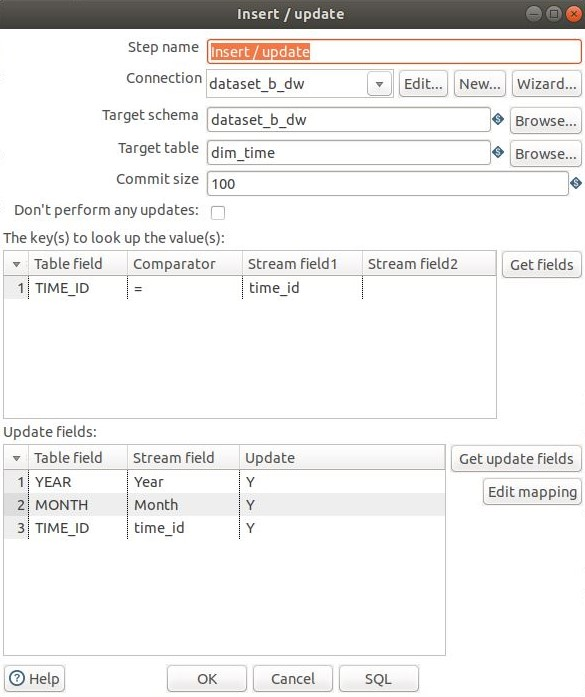 Insert / update
Step name Insert / update
Connection dataset_b_dw Edit... New... Wizard...
Target schema dataset_b_dw Browse...
Target table dim_time Browse...
Commit size 100
Don't perform any updates:
The key(s) to look up the value(s):
Table field Comparator Stream field1 Stream field2 Get fields
1 TIME_ID = time_id
Update fields:
Table field Stream field Update Get update fields
1 YEAR Year Y
Edit mapping
2 MONTH Month Y
3 TIME_ID time_id Y
Help OK Cancel SQL